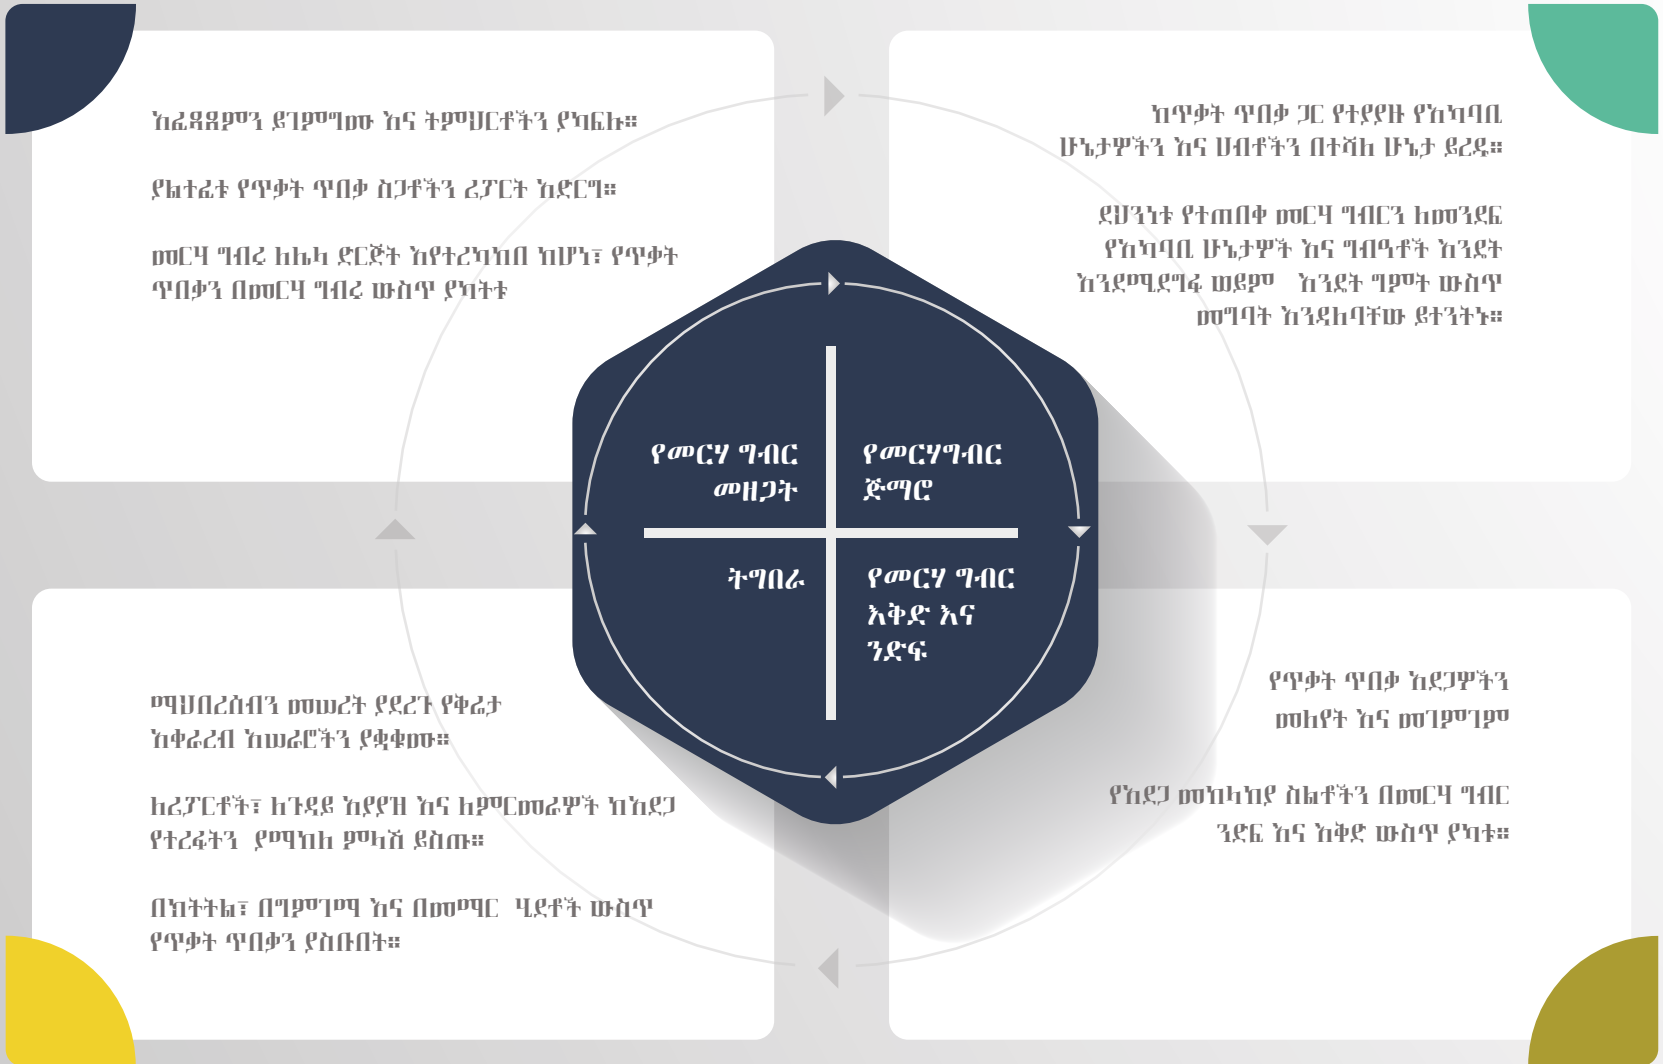 አፈጻጸምን ይገምግሙ እና ትምህርቶችን ያካፍሉ።
ያልተፈቱ የጥቃት ጥበቃ ስጋቶችን ሪፖርት አድርግ።
መርሃ ግብሩ ለሌላ ድርጅት እየተረካከበ ከሆነ፣ የጥቃት
ጥበቃን በመርሃ ግብሩ ውስጥ ያካትቱ
ከጥቃት ጥበቃ ጋር የተያያዙ የአካባቢ
ሁኔታዎችን እና ህብቶችን በተሻለ ሁኔታ ይረዱ።
ደህንነቱ የተጠበቀ መርሃ ግብርን ለመንደፍ
የአካባቢ ሁኔታዎች እና ግብዓቶች እንዴት
እንደሚደግፉ ወይም እንዴት ግምት ውስጥ
መግባት እንዳለባቸው ይተንትኑ።
የመርሃ ግብር
መዘጋት
የመርሃግብር
ጅማሮ
ትግበራ
የመርሃ ግብር
እቅድ እና
ንድፍ
ማህበረሰብን መሠረት ያደረጉ የቅሬታ
አቀራረብ አሠራሮችን ያቋቁሙ።
ለሪፖርቶች፣ ለጉዳይ አያያዝ እና ለምርመራዎች ከአደጋ
የተረፉትን ያማከለ ምላሽ ይስጡ።
በክትትል፣ በግምገማ እና በመማር ሂደቶች ውስጥ
የጥቃት ጥበቃን ያስቡበት።
የጥቃት ጥበቃ አደጋዎችን
መለየት እና መገምገም
የአደጋ መከላከያ ስልቶችን በመርሃ ግብር
ንድፍ እና እቅድ ውስጥ ያካቱ።